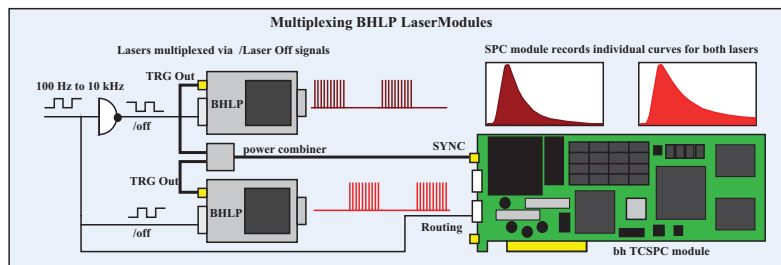 Multiplexing BHLP LaserModules
Lasers multiplexed via /Laser Off signals
SPC module records individual curves for both lasers
100 Hz to 10 kHz
TRG Out
BHLP
/off
power combiner
SYNC
TRG Out
BHLP
/off
Routing
bh TCSPC module